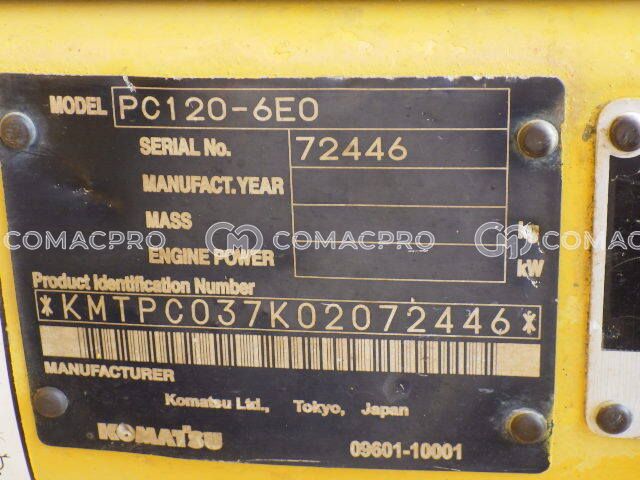 MODEL PC120-6E0
SERIAL No. 72446
MANUFACT.YEAR
MASS kg
COMACPRO COMACPRO COMACPRO
ENGINE POWER kW
Product Identification Number
*KMTPC037K02072446*
MANUFACTURER
Komatsu Ltd., Tokyo, Japan
KOMATSU 09601-10001